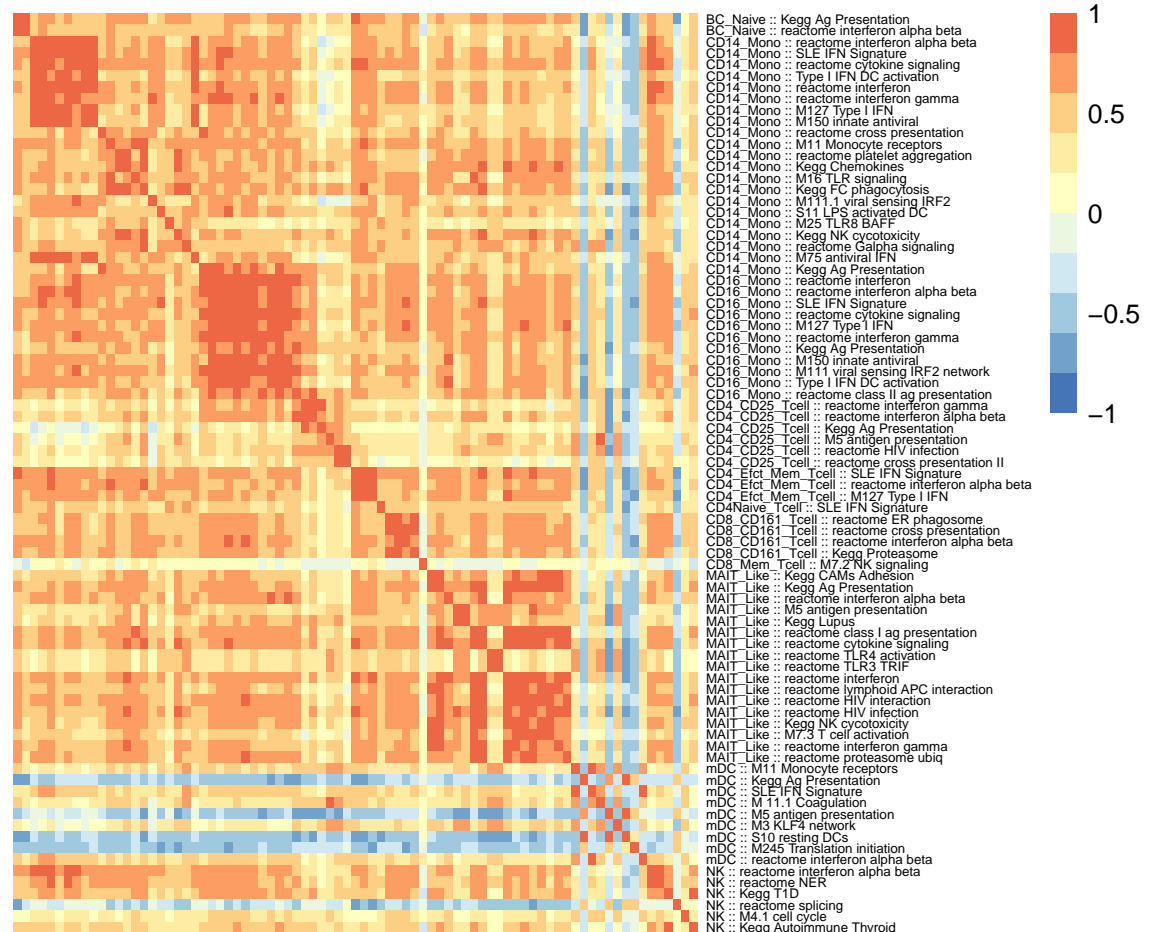 BC_Naive :: Kegg Ag Presentation
BC_Naive :: reactome interferon alpha beta
CD14_Mono :: reactome interferon alpha beta
CD14_Mono :: SLE IFN Signature
CD14_Mono :: reactome cytokine signaling
CD14_Mono :: Type I IFN DC activation
CD14_Mono :: reactome interferon
CD14_Mono :: reactome interferon gamma
CD14_Mono :: M127 Type I IFN
CD14_Mono :: M150 innate antiviral
CD14_Mono :: reactome cross presentation
CD14_Mono :: M11 Monocyte receptors
CD14_Mono :: reactome platelet aggregation
CD14_Mono :: Kegg Chemokines
CD14_Mono :: M16 TLR signaling
CD14_Mono :: Kegg FC phagocytosis
CD14_Mono :: M111.1 viral sensing IRF2
CD14_Mono :: S11 LPS activated DC
CD14_Mono :: M25 TLR8 BAFF
CD14_Mono :: Kegg NK cycotoxicity
CD14_Mono :: reactome Galpha signaling
CD14_Mono :: M75 antiviral IFN
CD14_Mono :: Kegg Ag Presentation
CD16_Mono :: reactome interferon
CD16_Mono :: reactome interferon alpha beta
CD16_Mono :: SLE IFN Signature
CD16_Mono :: reactome cytokine signaling
CD16_Mono :: M127 Type I IFN
CD16_Mono :: reactome interferon gamma
CD16_Mono :: Kegg Ag Presentation
CD16_Mono :: M150 innate antiviral
CD16_Mono :: M111 viral sensing IRF2 network
CD16_Mono :: Type I IFN DC activation
CD16_Mono :: reactome class II ag presentation
CD4_CD25_Tcell :: reactome interferon gamma
CD4_CD25_Tcell :: reactome interferon alpha beta
CD4_CD25_Tcell :: Kegg Ag Presentation
CD4_CD25_Tcell :: M5 antigen presentation
CD4_CD25_Tcell :: reactome HIV infection
CD4_CD25_Tcell :: reactome cross presentation II
CD4_Efct_Mem_Tcell :: SLE IFN Signature
CD4_Efct_Mem_Tcell :: reactome interferon alpha beta
CD4_Efct_Mem_Tcell :: M127 Type I IFN
CD4Naive_Tcell :: SLE IFN Signature
CD8_CD161_Tcell :: reactome ER phagosome
CD8_CD161_Tcell :: reactome cross presentation
CD8_CD161_Tcell :: reactome interferon alpha beta
CD8_CD161_Tcell :: Kegg Proteasome
CD8_Mem_Tcell :: M7.2 NK signaling
MAIT_Like :: Kegg CAMs Adhesion
MAIT_Like :: Kegg Ag Presentation
MAIT_Like :: reactome interferon alpha beta
MAIT_Like :: M5 antigen presentation
MAIT_Like :: Kegg Lupus
MAIT_Like :: reactome class I ag presentation
MAIT_Like :: reactome cytokine signaling
MAIT_Like :: reactome TLR4 activation
MAIT_Like :: reactome TLR3 TRIF
MAIT_Like :: reactome interferon
MAIT_Like :: reactome lymphoid APC interaction
MAIT_Like :: reactome HIV interaction
MAIT_Like :: reactome HIV infection
MAIT_Like :: Kegg NK cycotoxicity
MAIT_Like :: M7.3 T cell activation
MAIT_Like :: reactome interferon gamma
MAIT_Like :: reactome proteasome ubiq
mDC :: M11 Monocyte receptors
mDC :: Kegg Ag Presentation
mDC :: SLE IFN Signature
mDC :: M 11.1 Coagulation
mDC :: M5 antigen presentation
mDC :: M3 KLF4 network
mDC :: S10 resting DCs
mDC :: M245 Translation initiation
mDC :: reactome interferon alpha beta
NK :: reactome interferon alpha beta
NK :: reactome NER
NK :: Kegg T1D
NK :: reactome splicing
NK :: M4.1 cell cycle
NK :: Kegg Autoimmune Thyroid
1
0.5
0
−0.5
−1